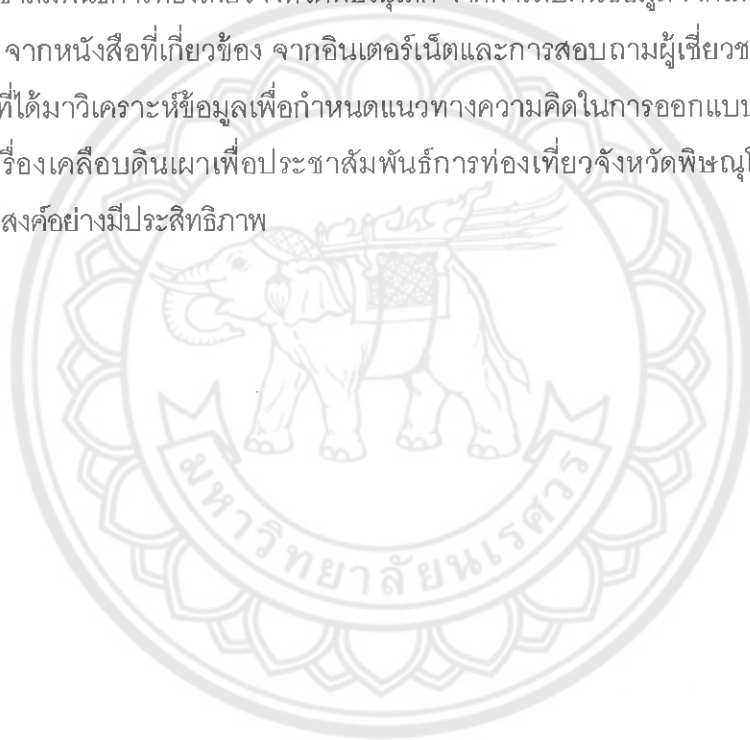 จากหนังสือที่เกี่ยวข้อง จากอินเตอร์เน็ตและการสอบถามผู้เชี่ยวช
ที่ได้มาวิเคราะห์ข้อมูลเพื่อกำหนดแนวทางความคิดในการออกแบบ
รื่องเคลือบดินเผาเพื่อประชาสัมพันธ์การท่องเที่ยวจังหวัดพิษณุโ
สงค์อย่างมีประสิทธิภาพ
มหาวิทยาลัยนเรศวร